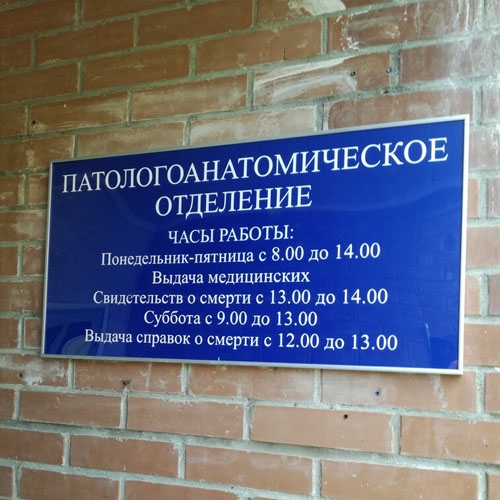 ПАТОЛОГОАНАТОМИЧЕСКОЕ
ОТДЕЛЕНИЕ
ЧАСЫ РАБОТЫ:
Понедельник-пятница с 8.00 до 14.00
Выдача медицинских
Свидетельств о смерти с 13.00 до 14.00
Суббота с 9.00 до 13.00
Выдача справок о смерти с 12.00 до 13.00